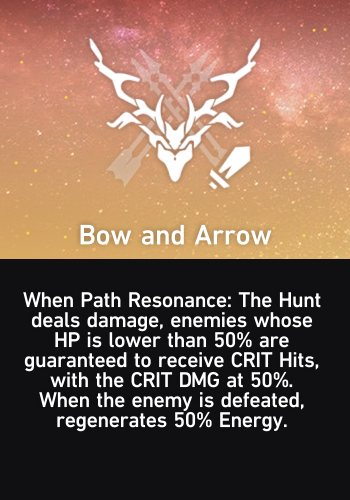 Bow and Arrow
When Path Resonance: The Hunt
deals damage, enemies whose
HP is lower than 50% are
guaranteed to receive CRIT Hits,
with the CRIT DMG at 50%.
When the enemy is defeated,
regenerates 50% Energy.